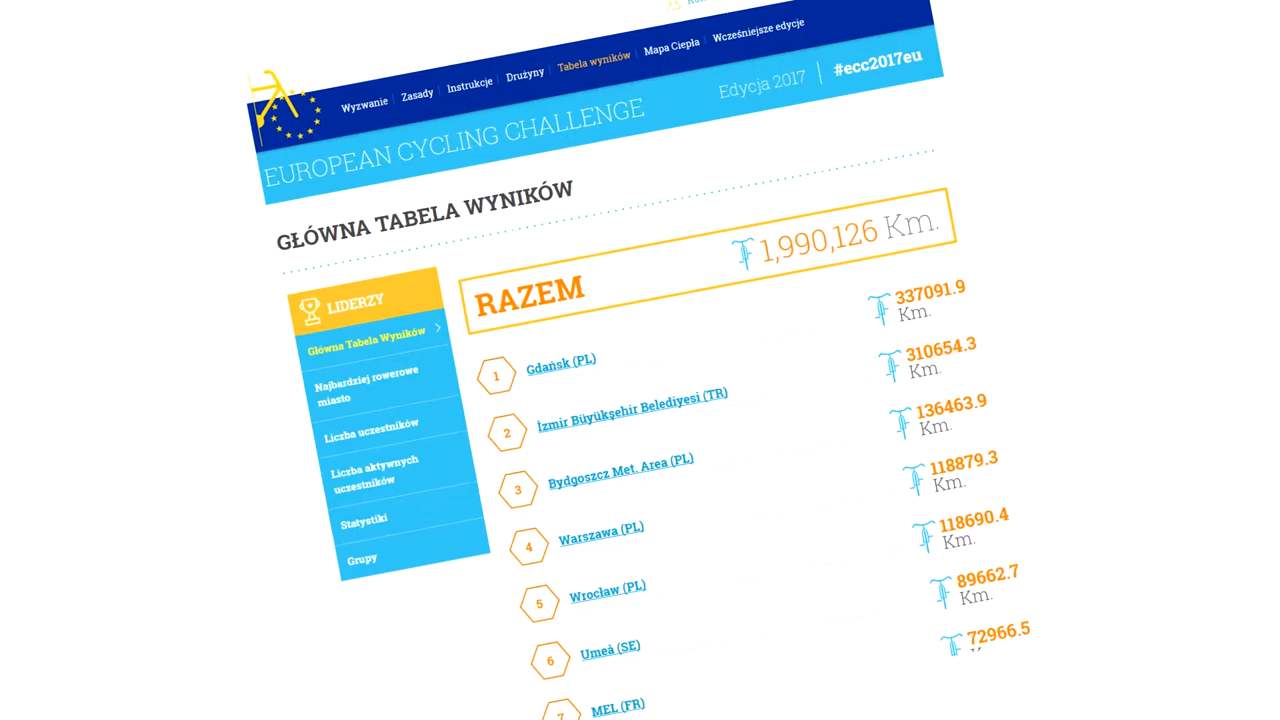 Wyzwanie Zasady Instrukcje Drużyny Tabela wyników Mapa Ciepła Wcześniejsze edycje
EUROPEAN CYCLING CHALLENGE Edycja 2017 #ecc2017eu
GŁÓWNA TABELA WYNIKÓW
LIDERZY
Główna Tabela Wyników
Najbardziej rowerowe
miasto
Liczba uczestników
Liczba aktywnych
uczestników
Statystiki
Grupy
RAZEM 1,990,126 Km.
1 Gdańsk (PL) 337091.9
Km.
2 İzmir Büyükşehir Belediyesi (TR) 310654.3
Km.
3 Bydgoszcz Met. Area (PL) 136463.9
Km.
4 Warszawa (PL) 118879.3
Km.
5 Wrocław (PL) 118690.4
Km.
6 Umeå (SE) 89662.7
Km.
7 MEL (FR) 72966.5